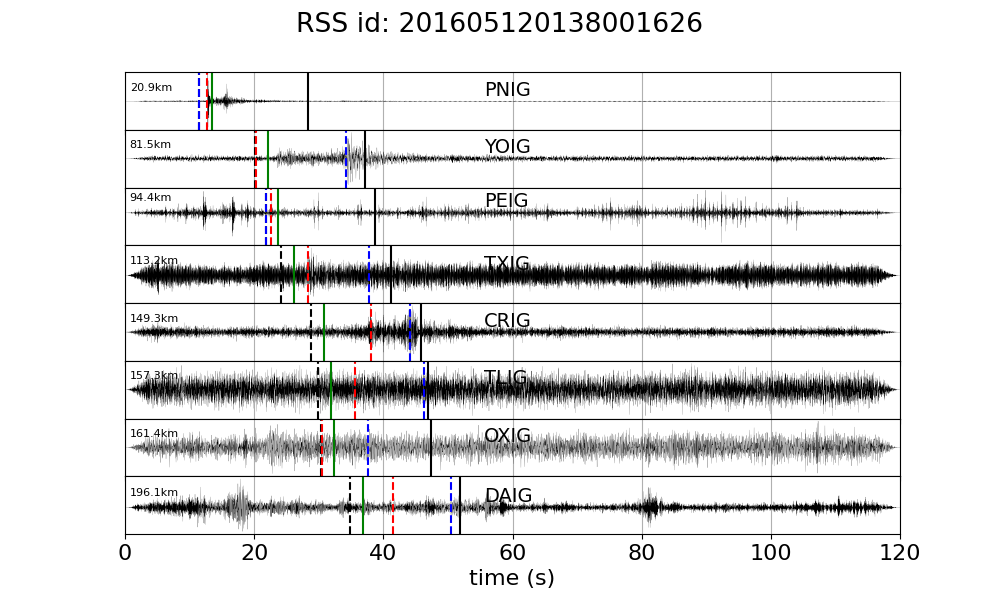 RSS id: 201605120138001626
20.9km PNIG
81.5km YOIG
94.4km PEIG
113.2km TXIG
149.3km CRIG
157.3km TLIG
161.4km OXIG
196.1km DAIG
0 20 40 60 80 100 120
time (s)